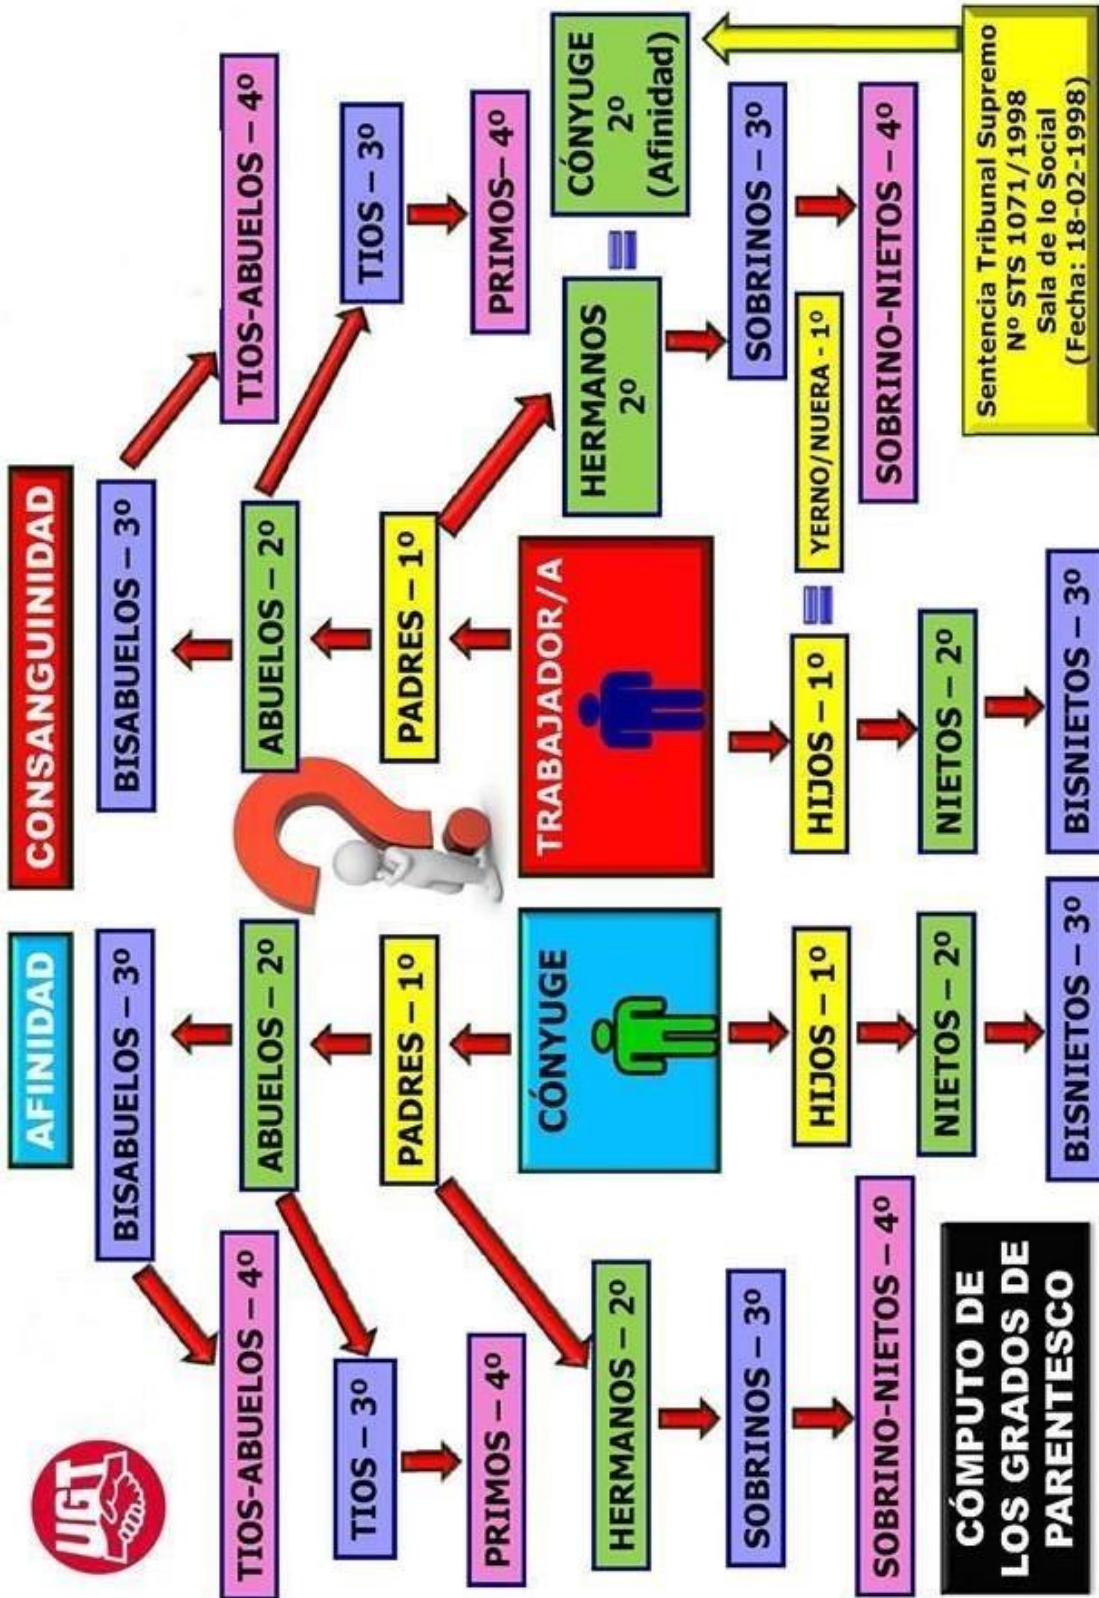 UGT
AFINIDAD
CONSANGUINIDAD
BISABUELOS – 3º
BISABUELOS – 3º
TIOS-ABUELOS – 4º
ABUELOS – 2º
ABUELOS – 2º
TIOS-ABUELOS – 4º
TIOS – 3º
PADRES – 1º
PADRES – 1º
TIOS – 3º
PRIMOS – 4º
PRIMOS– 4º
HERMANOS – 2º
CÓNYUGE
TRABAJADOR/A
HERMANOS
2º
=
CÓNYUGE
2º
(Afinidad)
SOBRINOS – 3º
HIJOS – 1º
HIJOS – 1º
=
YERNO/NUERA - 1º
SOBRINOS – 3º
SOBRINO-NIETOS – 4º
NIETOS – 2º
NIETOS – 2º
SOBRINO-NIETOS – 4º
CÓMPUTO DE
LOS GRADOS DE
PARENTESCO
BISNIETOS – 3º
BISNIETOS – 3º
Sentencia Tribunal Supremo
Nº STS 1071/1998
Sala de lo Social
(Fecha: 18-02-1998)